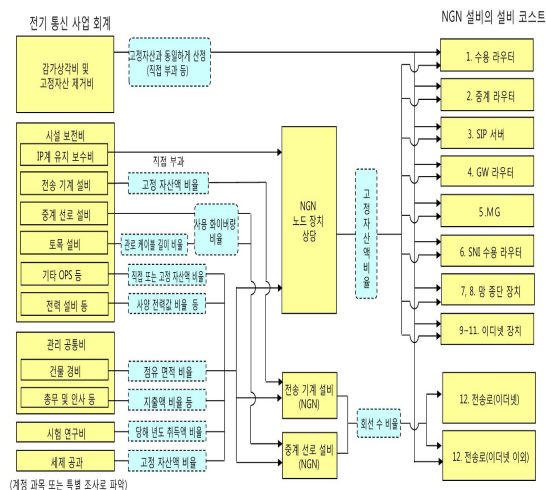 전기 통신 사업 회계
NGN 설비의 설비 코스트
감가상각비 및
고정자산 제거비
고정자산과 동일하게 산정
(직접 부과 등)
시설 보전비
IP계 유지 보수비
전송 기계 설비
중계 선로 설비
토목 설비
기타 OPS 등
전력 설비 등
직접 부과
고정 자산액 비율
사용 화이버량
비율
관로 케이블 길이 비율
직접 또는 고정 자산액 비율
사양 전력값 비율 등
관리 공통비
건물 경비
총무 및 인사 등
시험 연구비
세제 공과
점유 면적 비율
지출액 비율 등
당해 년도 취득액 비율
고정 자산액 비율
(계정 과목 또는 특별 조사로 파악)
NGN
노드 장치
상당
고정자산액비율
전송 기계 설비
(NGN)
중계 선로 설비
(NGN)
회선 수 비율
1. 수용 라우터
2. 중계 라우터
3. SIP 서버
4. GW 라우터
5.MG
6. SNI 수용 라우터
7, 8. 망 종단 장치
9~11. 이더넷 장치
12. 전송로(이더넷)
12. 전송로(이더넷 이외)